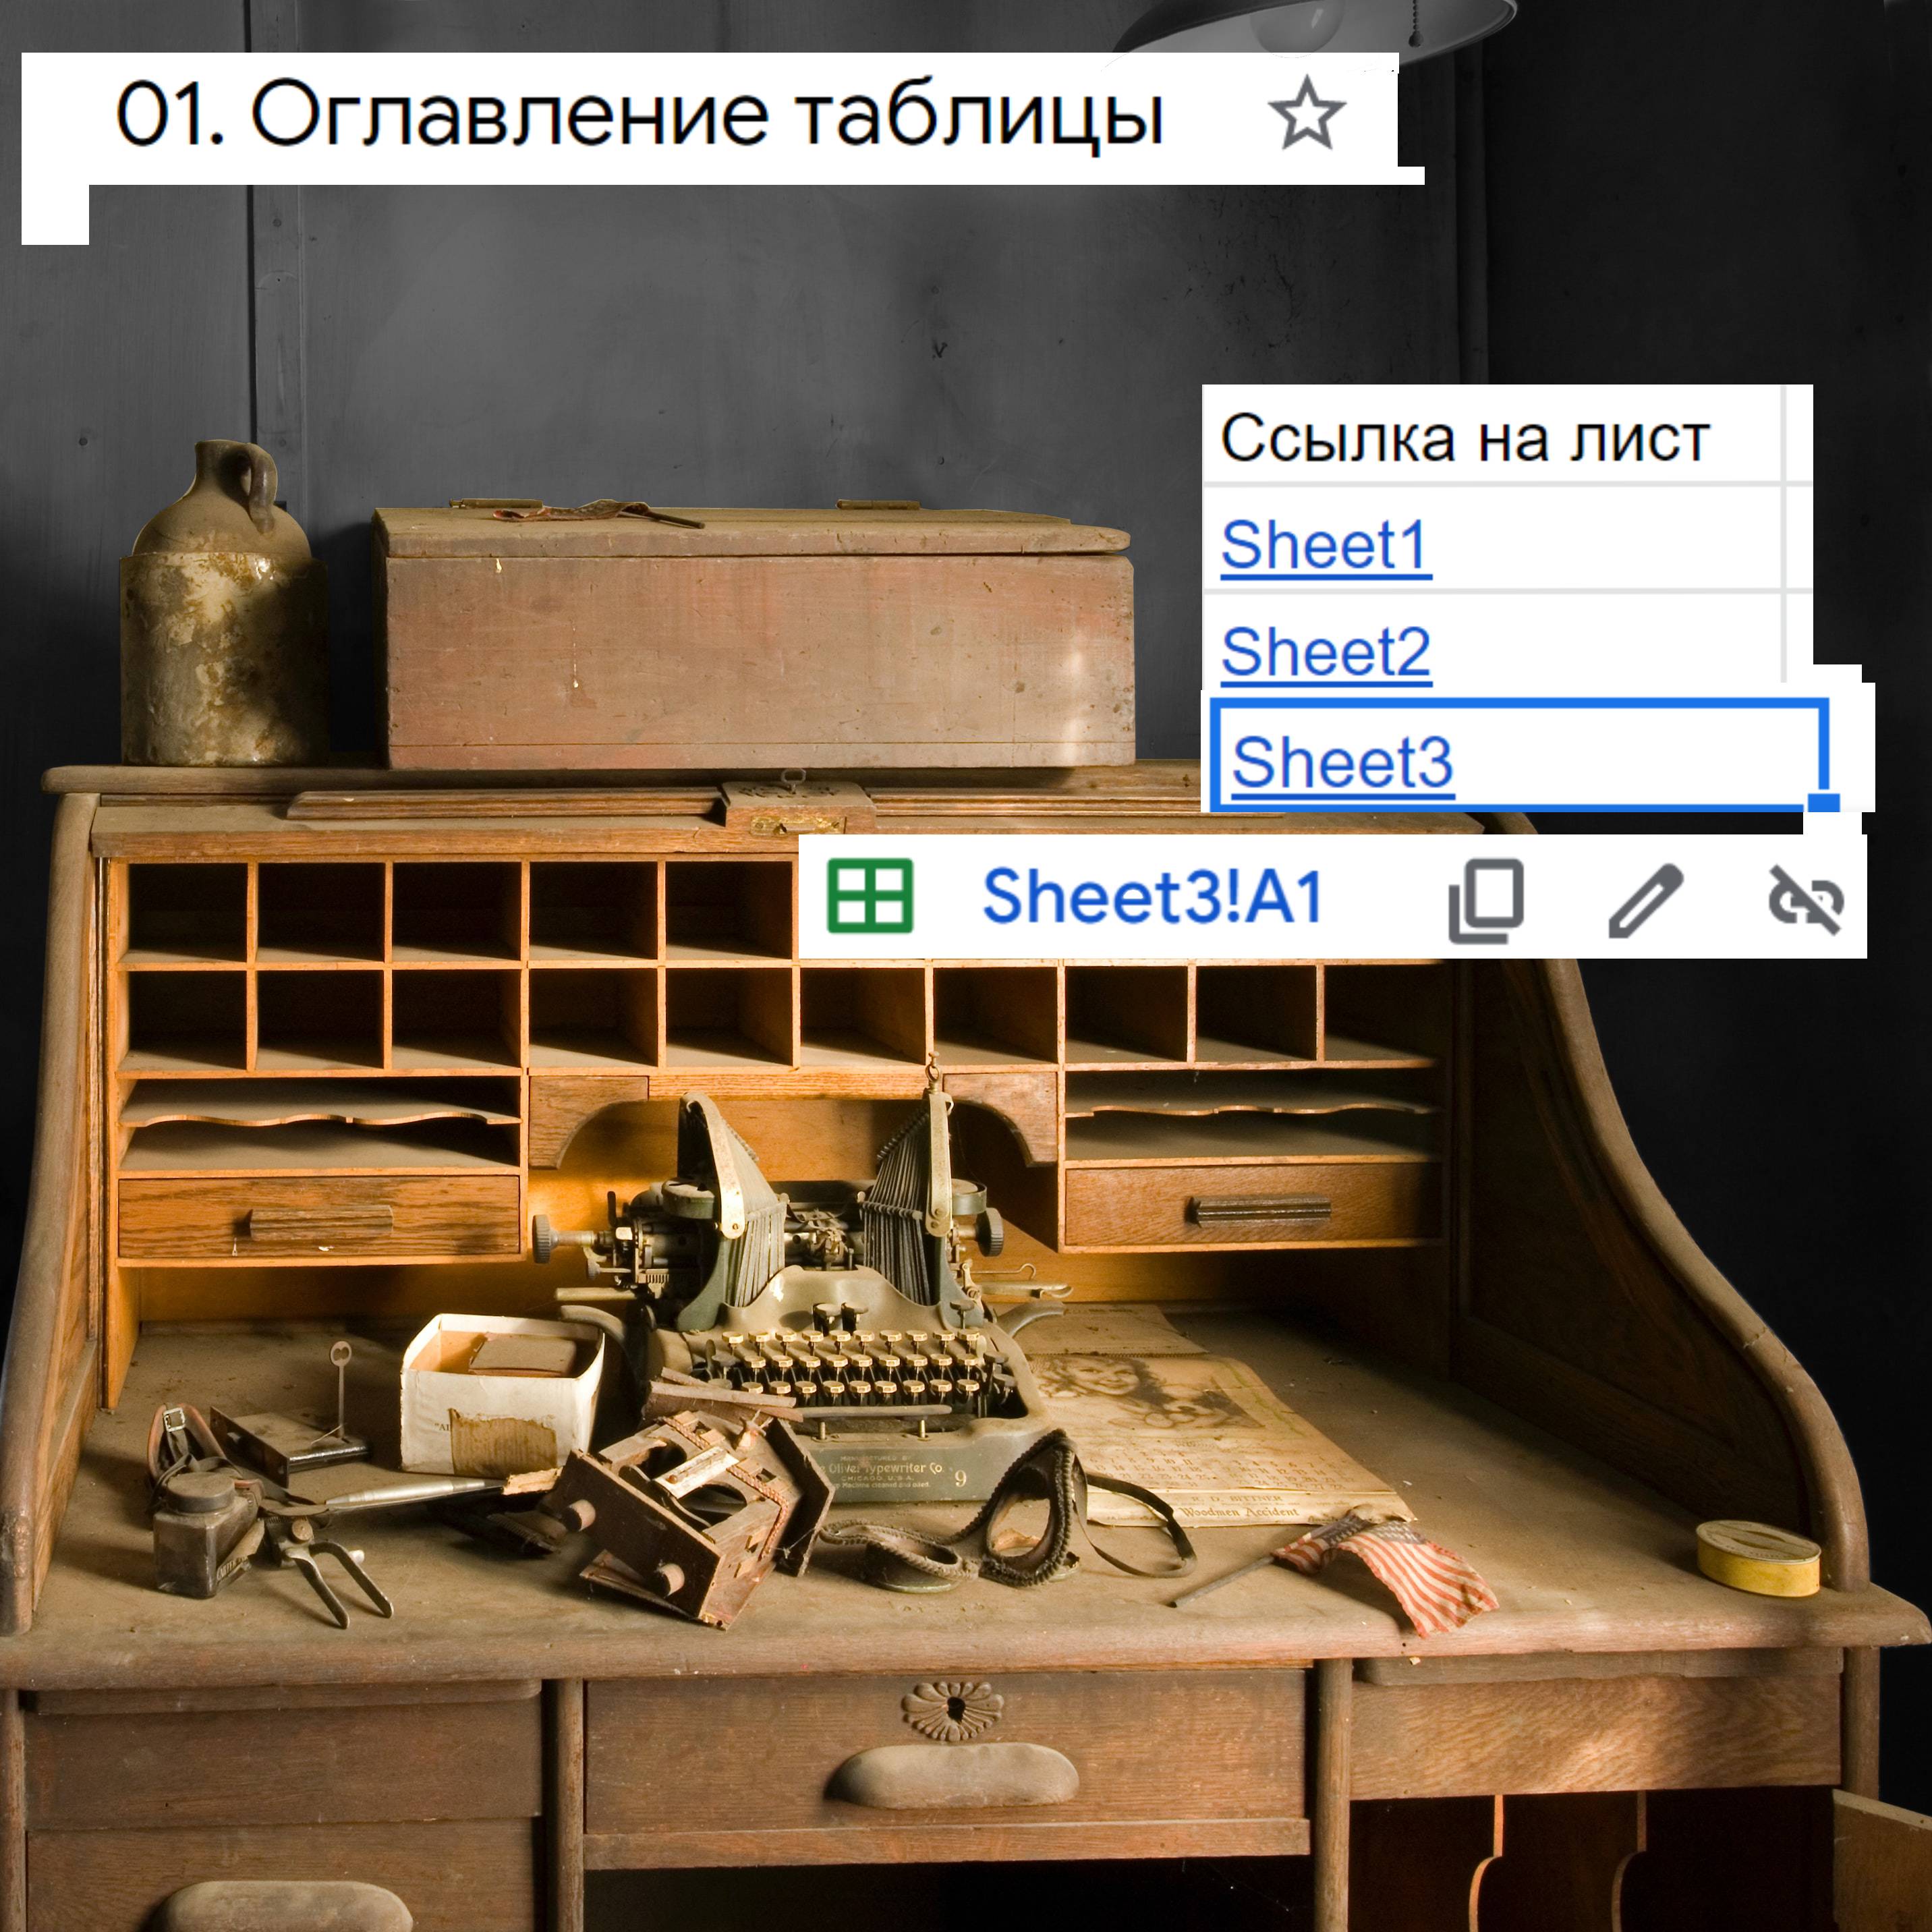 01. Оглавление таблицы
Ссылка на лист
Sheet1
Sheet2
Sheet3
Sheet3!A1
Oliver Typewriter Co.
CHICAGO, U.S.A.
9
Woodmen Accident